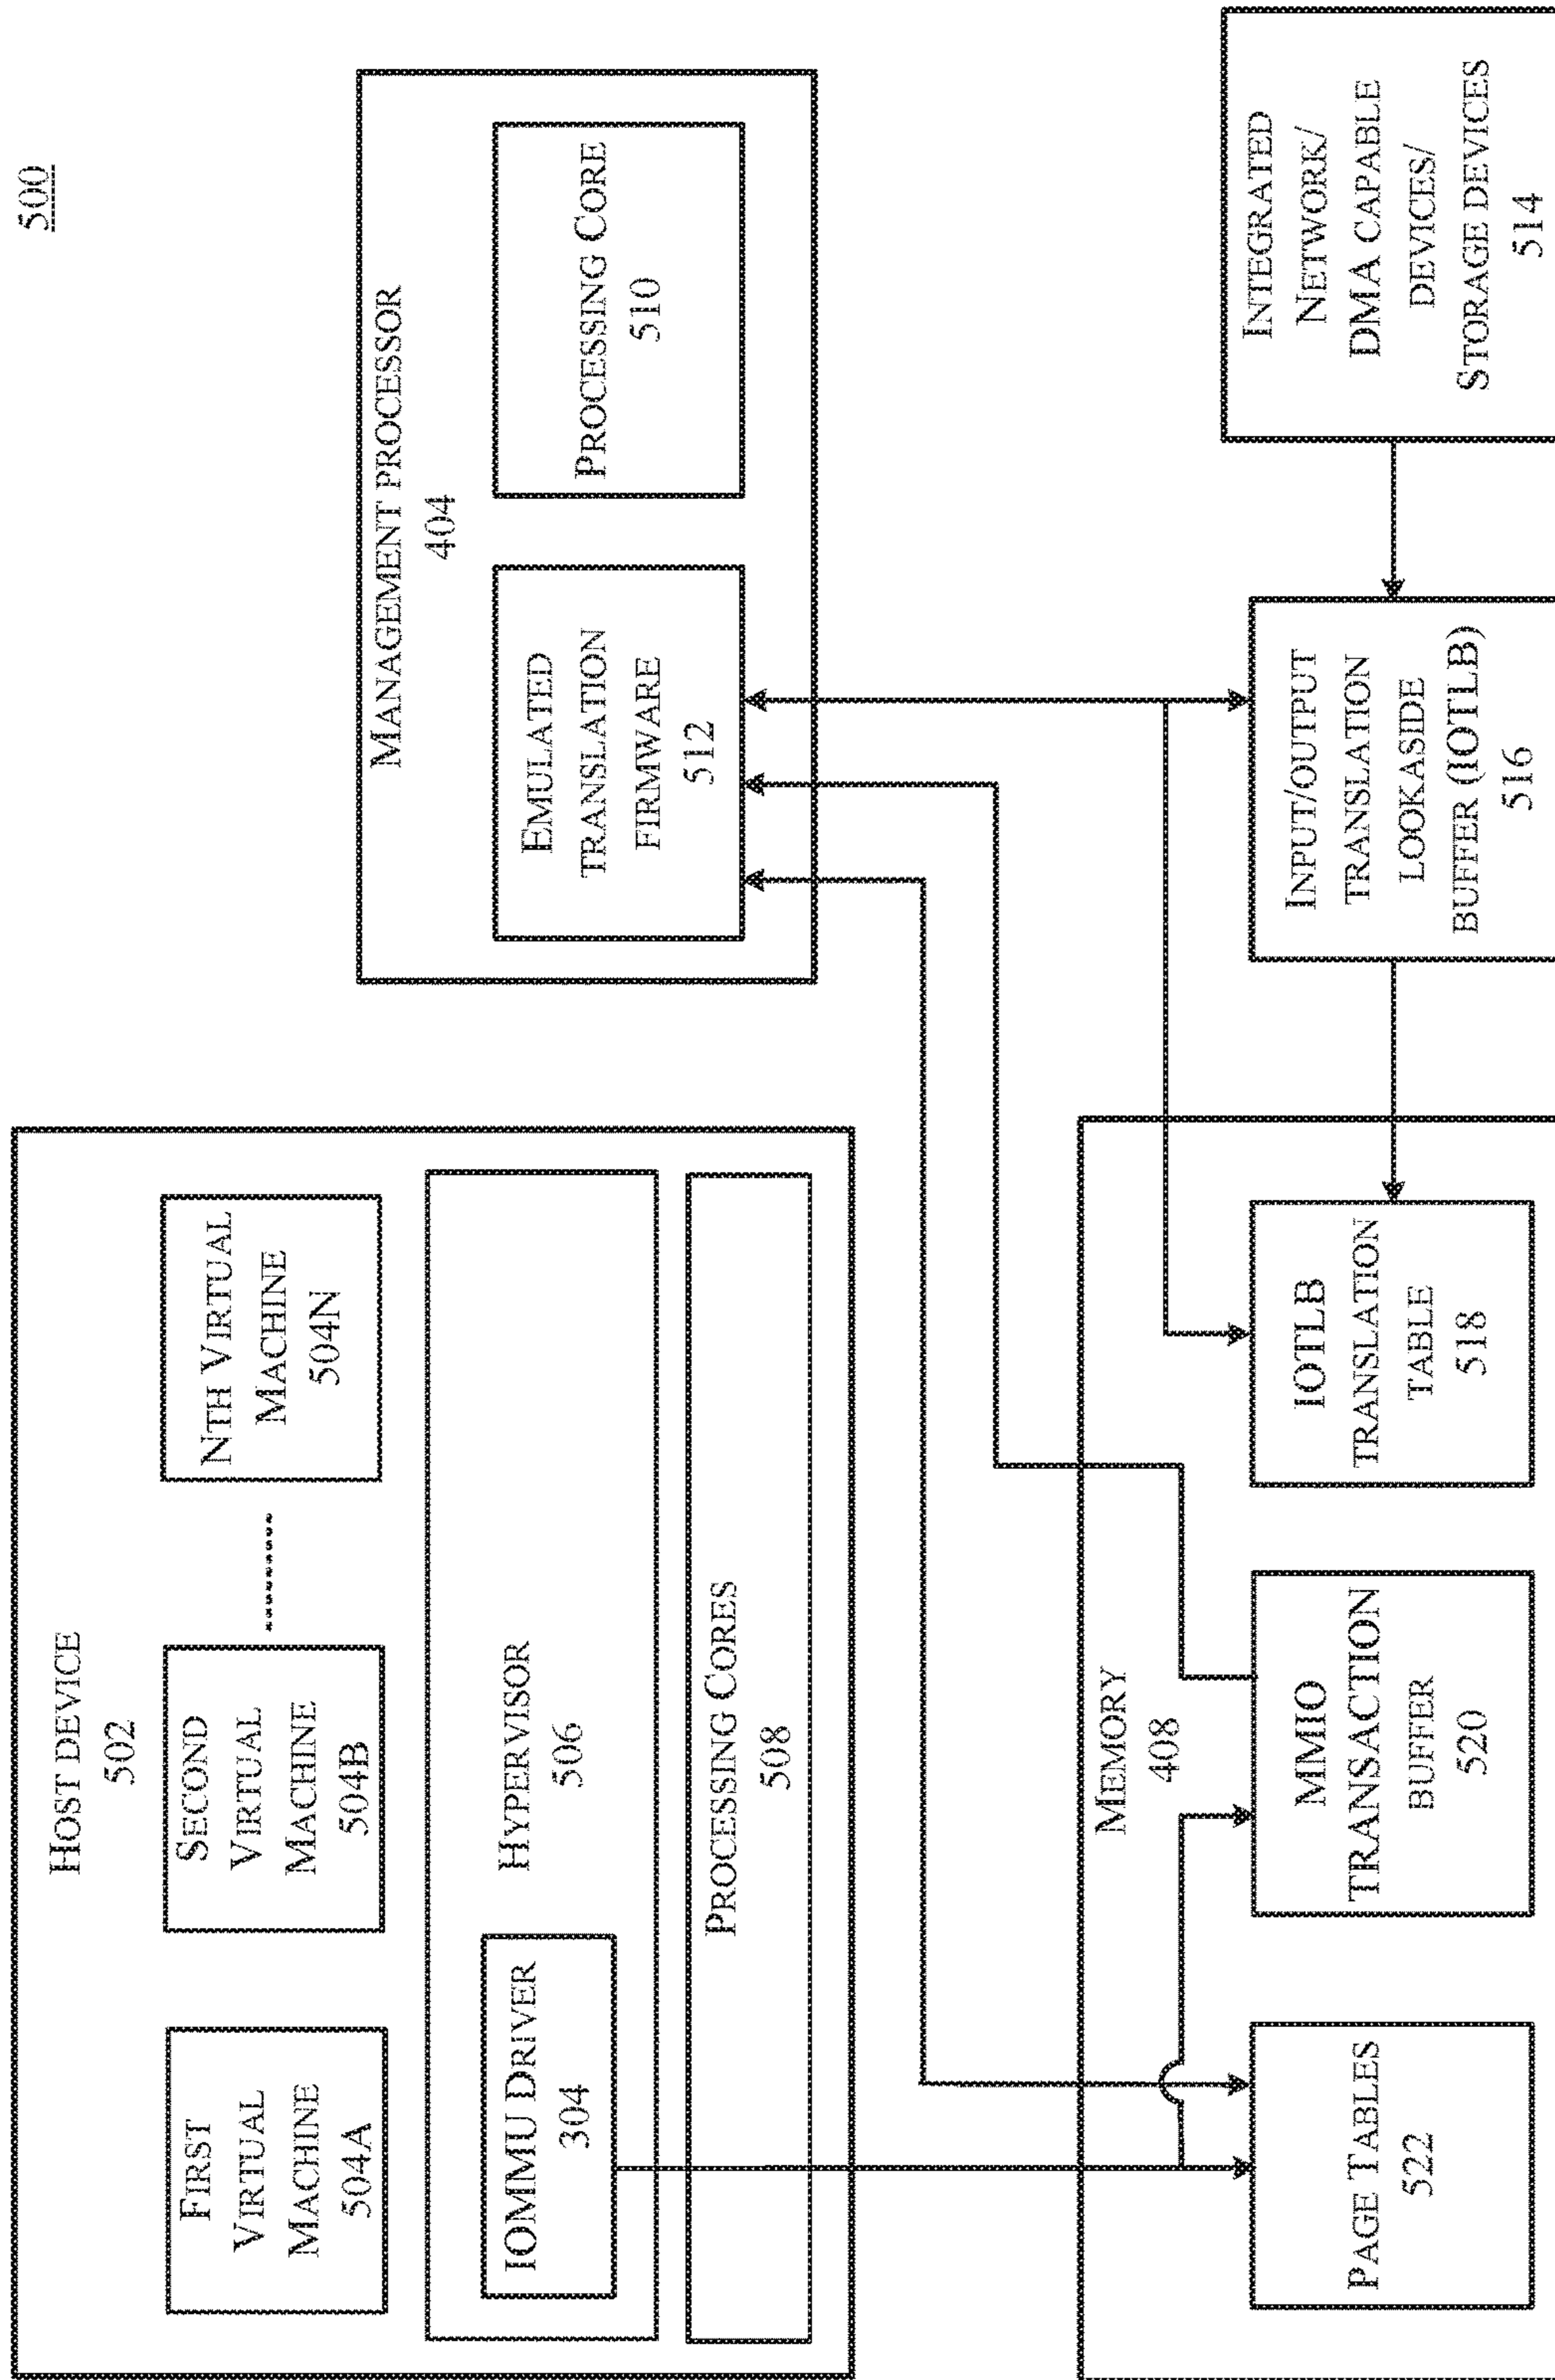 500
HOST DEVICE
502
FIRST
VIRTUAL
MACHINE
504A
SECOND
VIRTUAL
MACHINE
504B
NTH VIRTUAL
MACHINE
504N
HYPERVISOR
506
IOMMU DRIVER
304
PROCESSING CORES
508
MANAGEMENT PROCESSOR
404
EMULATED
TRANSLATION
FIRMWARE
512
PROCESSING CORE
510
MEMORY
408
PAGE TABLES
522
MMIO
TRANSACTION
BUFFER
520
IOTLB
TRANSLATION
TABLE
518
INPUT/OUTPUT
TRANSLATION
LOOKASIDE
BUFFER (IOTLB)
516
INTEGRATED
NETWORK/
DMA CAPABLE
DEVICES/
STORAGE DEVICES
514